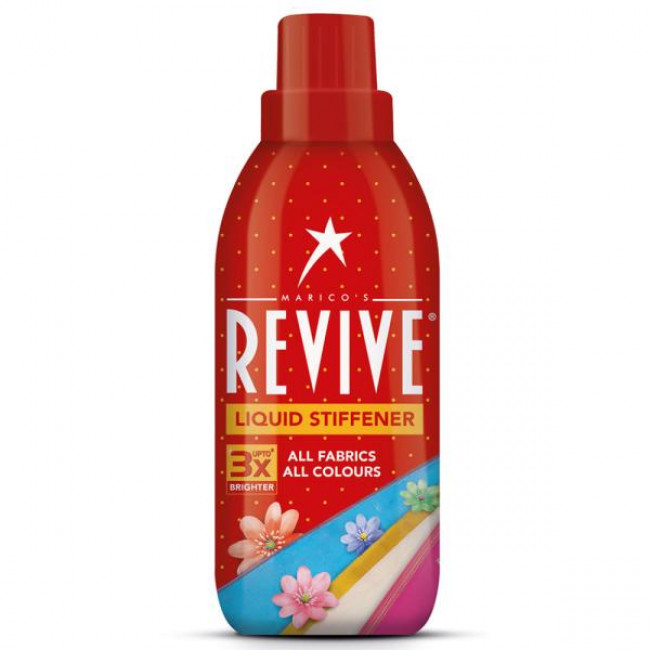 MARICO'S
REVIVE®
LIQUID STIFFENER
UPTO*
3x
BRIGHTER
ALL FABRICS
ALL COLOURS